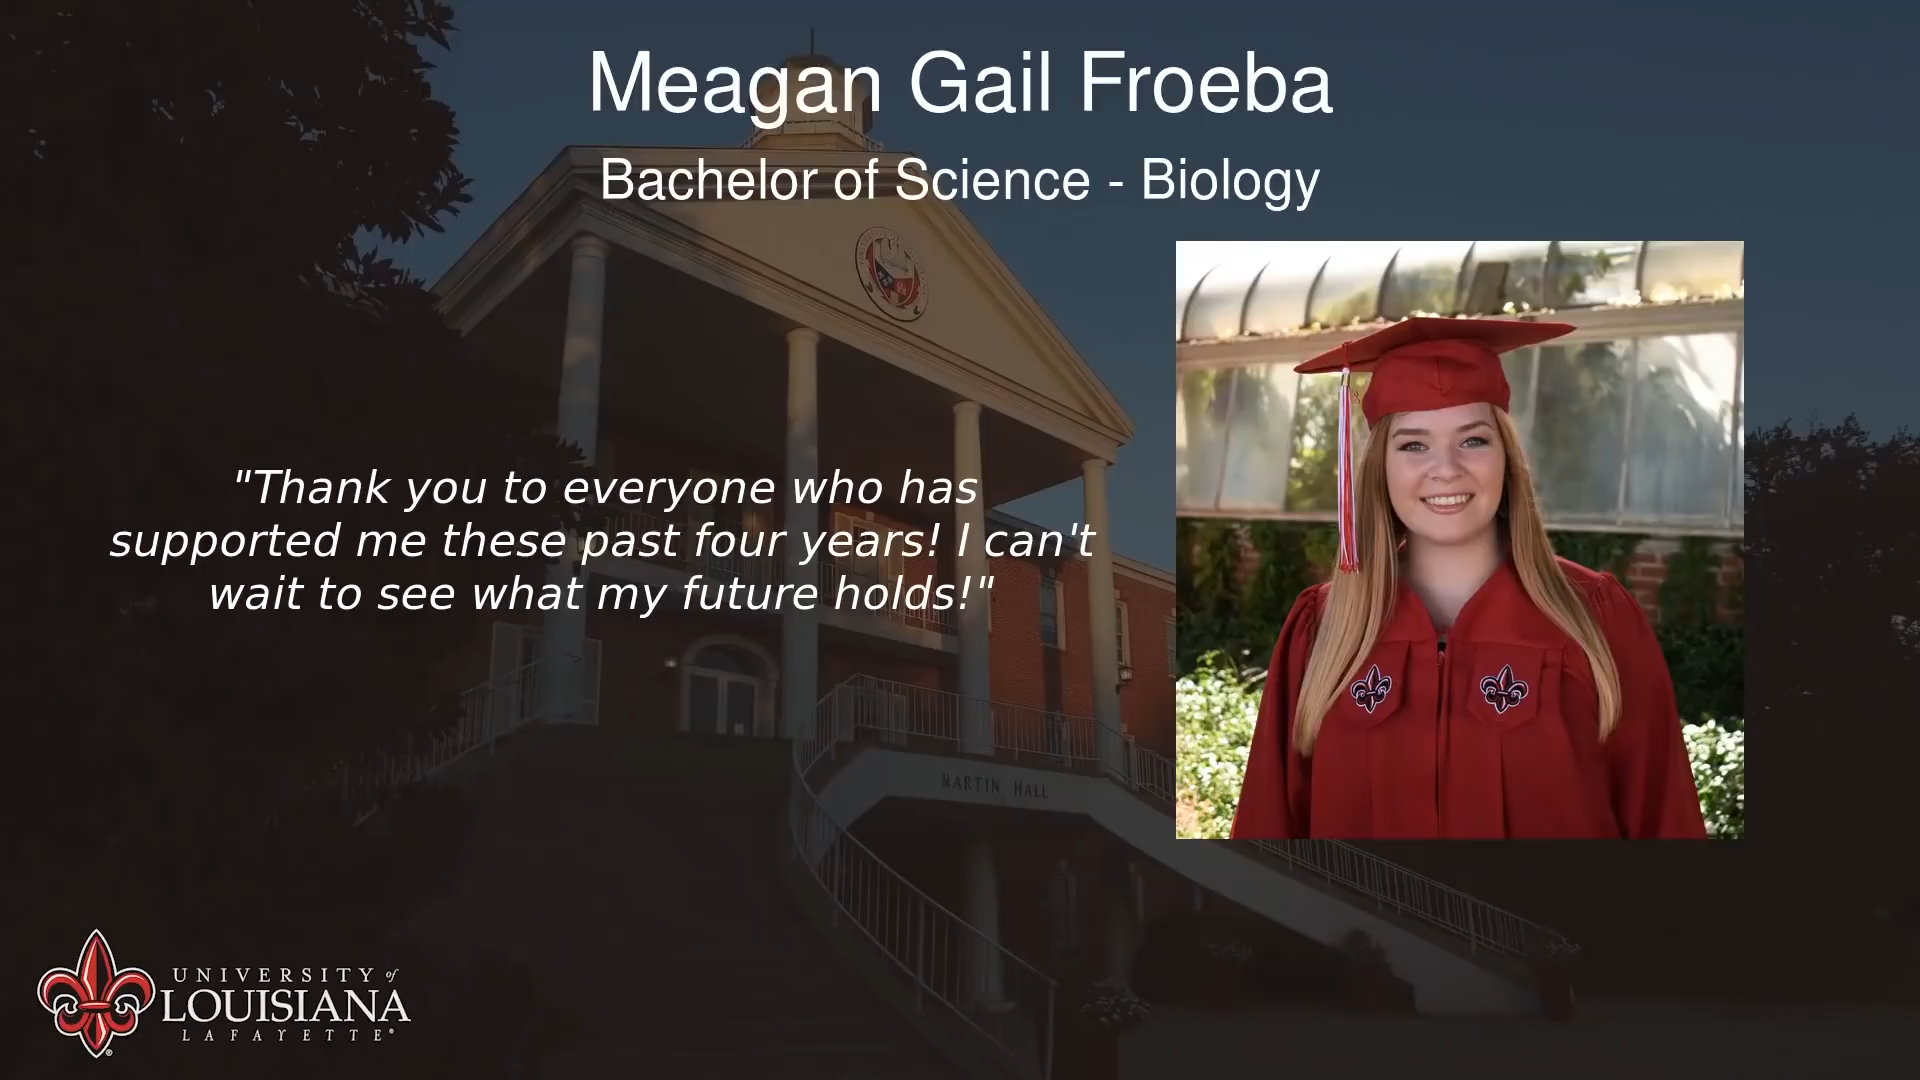 Meagan Gail Froeba
Bachelor of Science - Biology
"Thank you to everyone who has
supported me these past four years! I can't
wait to see what my future holds!"
MARTIN HALL
UNIVERSITY of
LOUISIANA
LAFAYETTE®